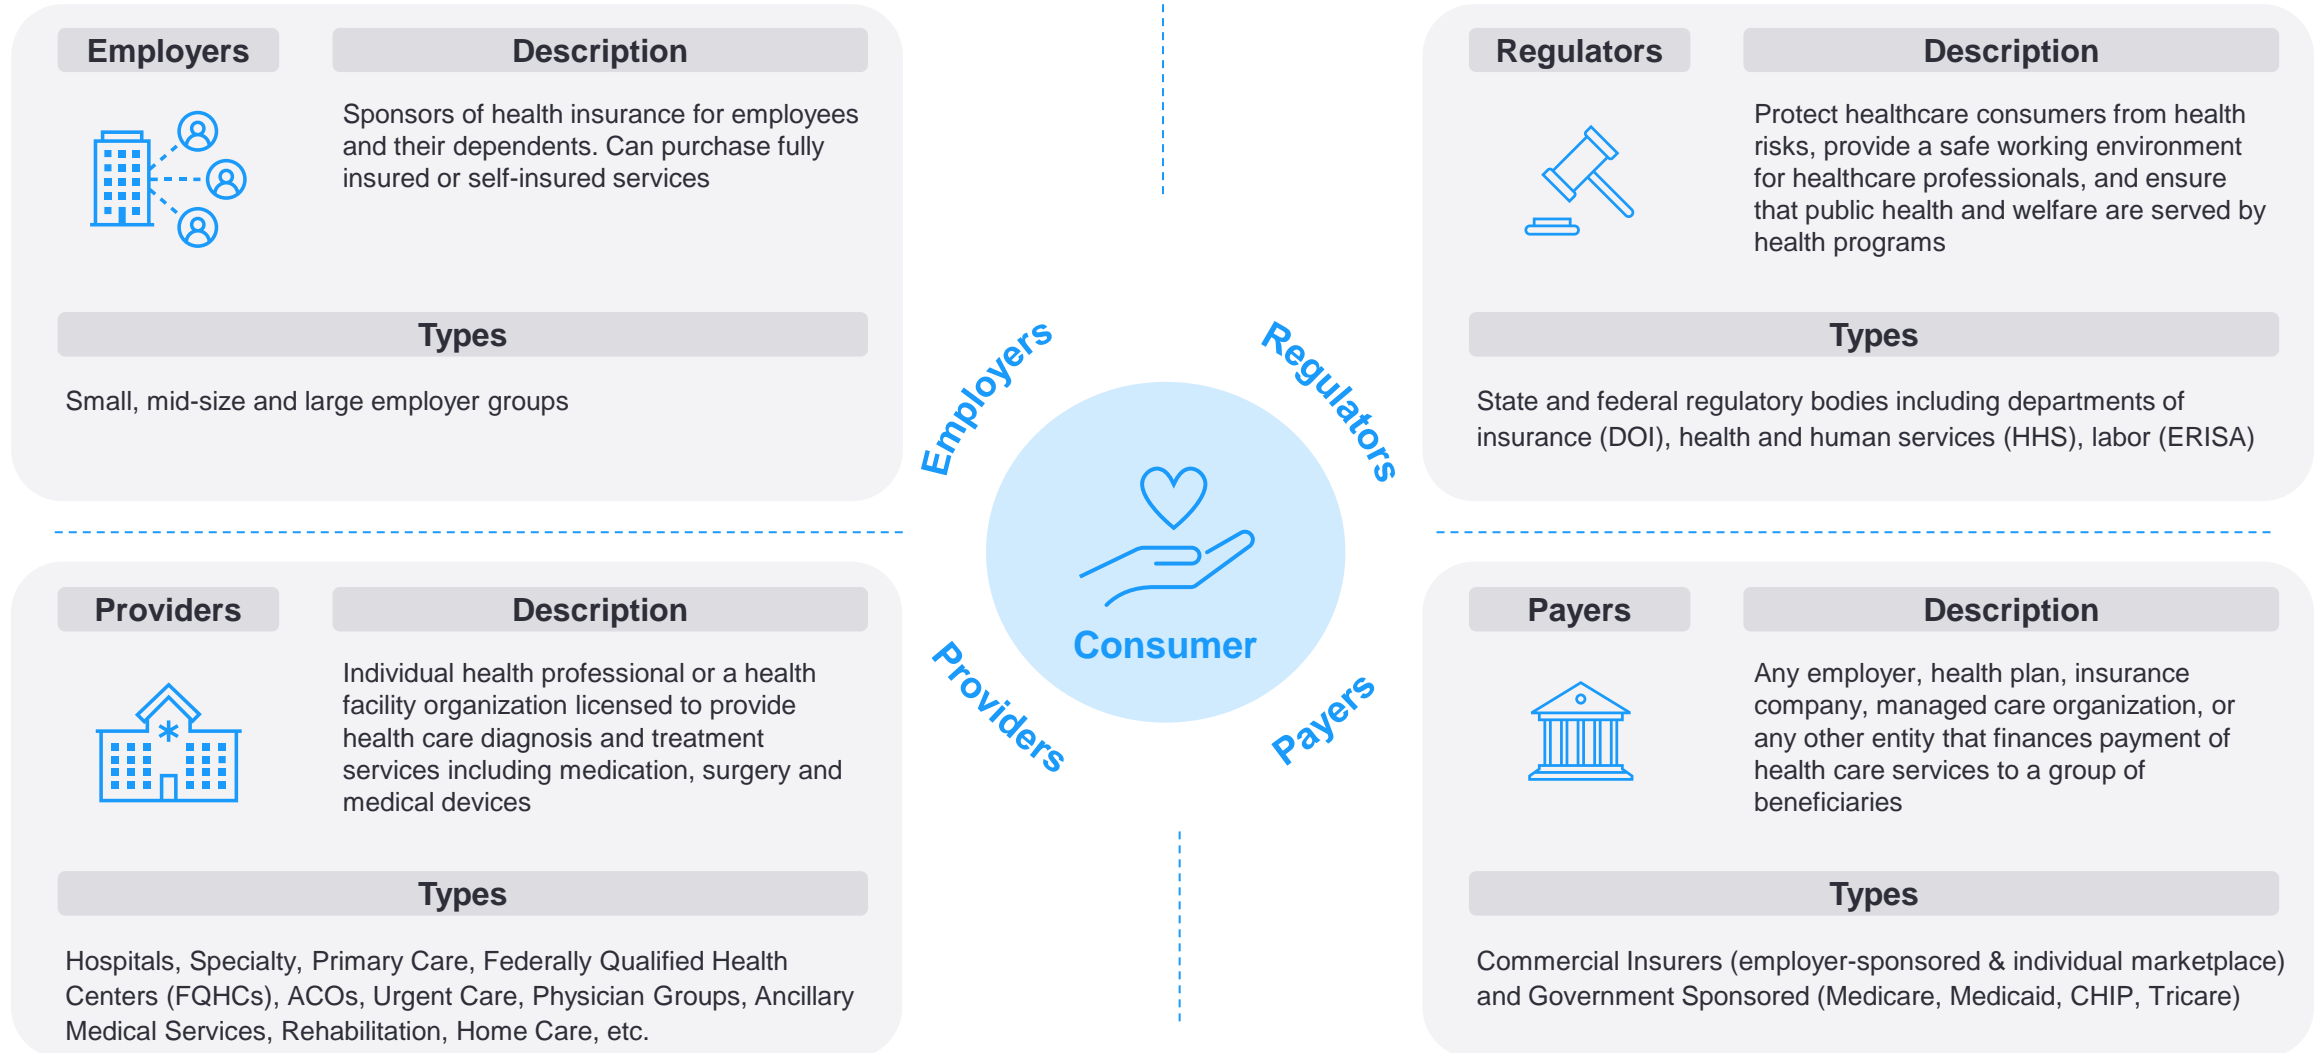 Employers
Description
Sponsors of health insurance for employees
and their dependents. Can purchase fully
insured or self-insured services
Types
Small, mid-size and large employer groups
Regulators
Description
Protect healthcare consumers from health
risks, provide a safe working environment
for healthcare professionals, and ensure
that public health and welfare are served by
health programs
Types
State and federal regulatory bodies including departments of
insurance (DOI), health and human services (HHS), labor (ERISA)
Employers
Regulators
Consumer
Providers
Payers
Providers
Description
Individual health professional or a health
facility organization licensed to provide
health care diagnosis and treatment
services including medication, surgery and
medical devices
Types
Hospitals, Specialty, Primary Care, Federally Qualified Health
Centers (FQHCs), ACOs, Urgent Care, Physician Groups, Ancillary
Medical Services, Rehabilitation, Home Care, etc.
Payers
Description
Any employer, health plan, insurance
company, managed care organization, or
any other entity that finances payment of
health care services to a group of
beneficiaries
Types
Commercial Insurers (employer-sponsored & individual marketplace)
and Government Sponsored (Medicare, Medicaid, CHIP, Tricare)